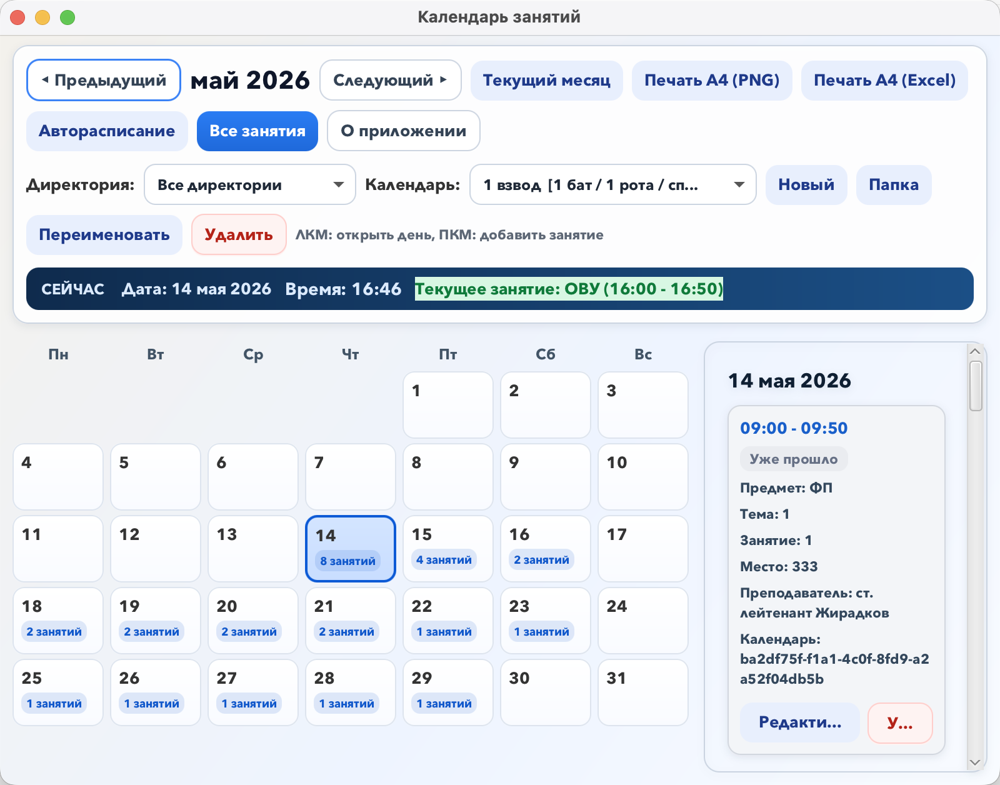 Календарь занятий
Предыдущий май 2026 Следующий Текущий месяц Печать A4 (PNG) Печать A4 (Excel)
Авторасписание Все занятия О приложении
Директория: Все директории Календарь: 1 взвод [1 бат / 1 рота / сп... Новый Папка
Переименовать Удалить ЛКМ: открыть день, ПКМ: добавить занятие
СЕЙЧАС Дата: 14 мая 2026 Время: 16:46 Текущее занятие: ОВУ (16:00 - 16:50)
Пн Вт Ср Чт Пт Сб Вс
1 2 3
4 5 6 7 8 9 10
11 12 13 14 15 16 17
8 занятий 4 занятий 2 занятий
18 19 20 21 22 23 24
2 занятий 2 занятий 2 занятий 2 занятий 1 занятий 1 занятий
25 26 27 28 29 30 31
1 занятий 1 занятий 1 занятий 1 занятий 1 занятий
14 мая 2026
09:00 - 09:50
Уже прошло
Предмет: ФП
Тема: 1
Занятие: 1
Место: 333
Преподаватель: ст.
лейтенант Жирадков
Календарь:
ba2df75f-f1a1-4c0f-8fd9-a2
a52f04db5b
Редакти... У...